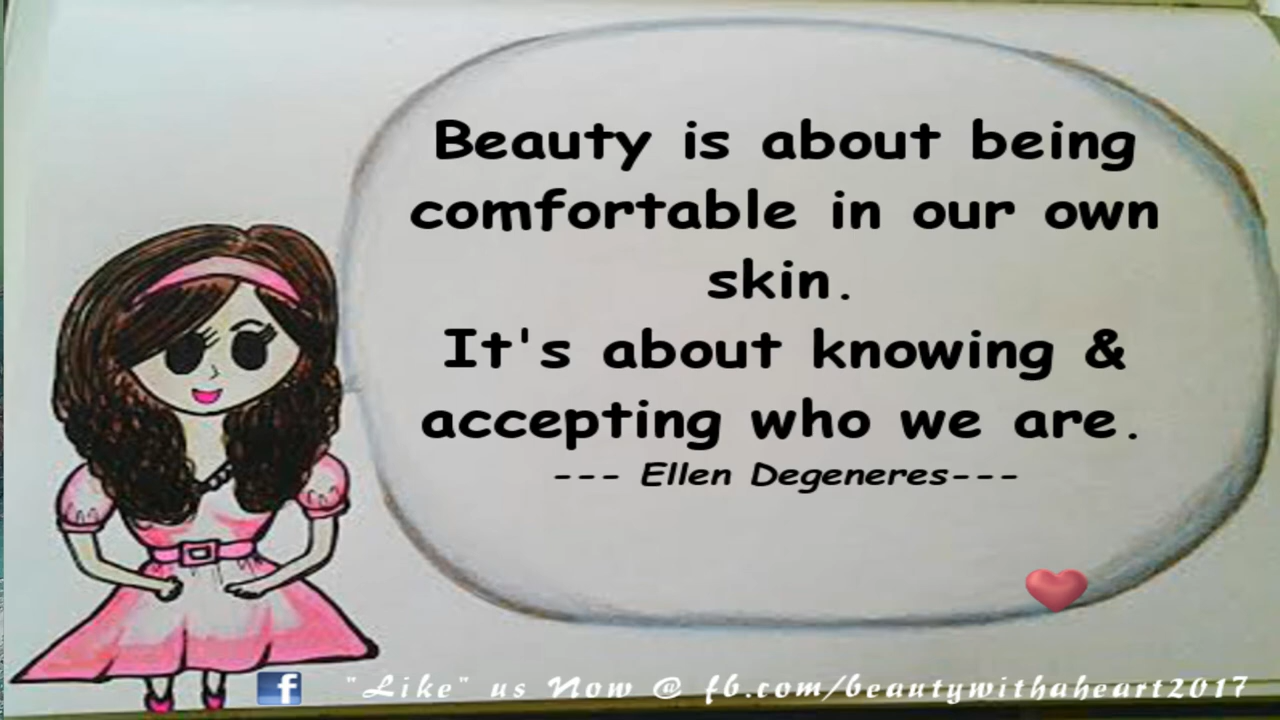 Beauty is about being
comfortable in our own
skin.
It's about knowing &
accepting who we are.
--- Ellen Degeneres---
f "Like" us Now @ fb.com/beautywithaheart2017